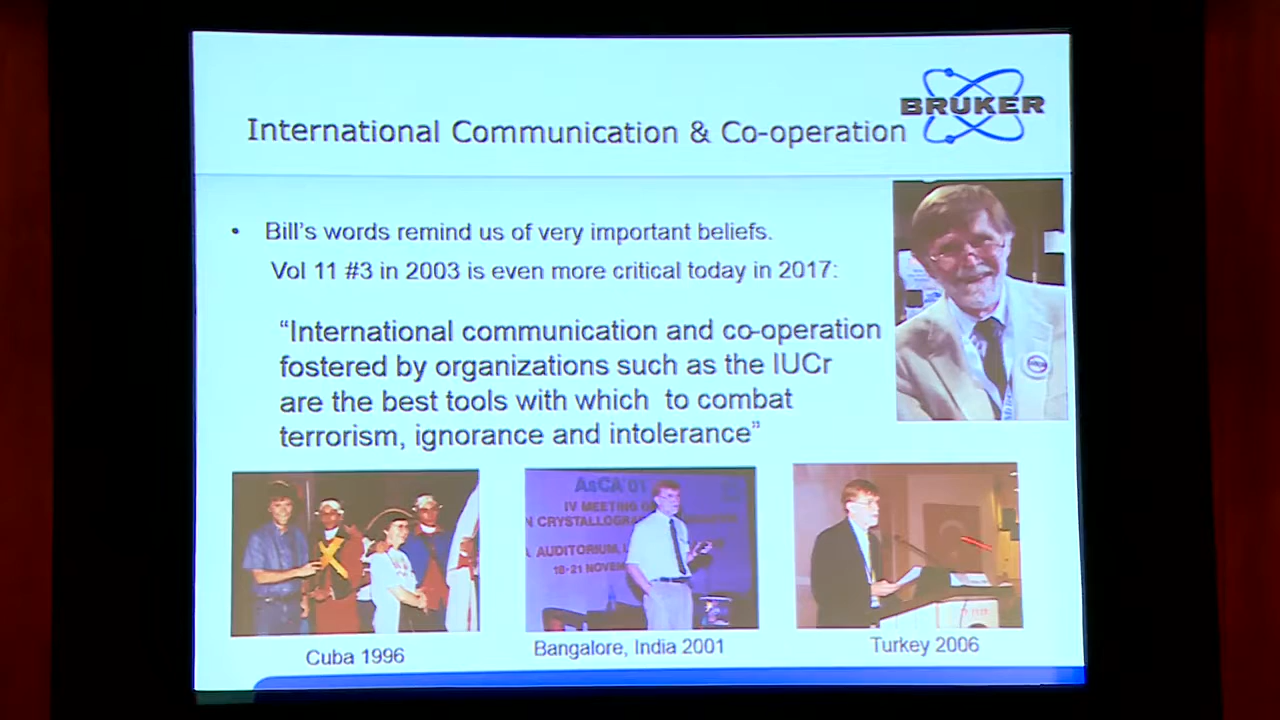 BRUKER
International Communication & Co-operation
• Bill's words remind us of very important beliefs.
Vol 11 #3 in 2003 is even more critical today in 2017:
“International communication and co-operation
fostered by organizations such as the IUCr
are the best tools with which to combat
terrorism, ignorance and intolerance”
AsCA'01
IV MEETING
CRYSTALLOGRA
AUDITORIUM,
18-21 NOVEM
Cuba 1996
Bangalore, India 2001
Turkey 2006